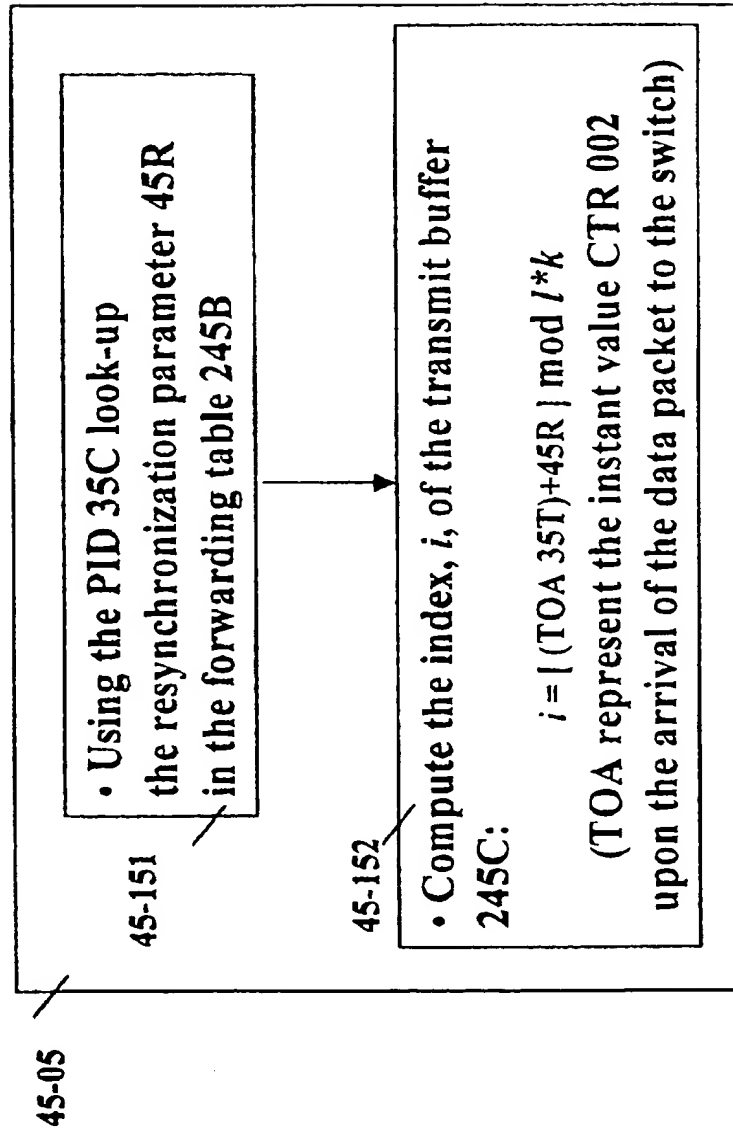 45-05
45-151
• Using the PID 35C look-up
the resynchronization parameter 45R
in the forwarding table 245B
45-152
• Compute the index, i, of the transmit buffer
245C:
i = [(TOA 35T)+45R] mod l*k
(TOA represent the instant value CTR 002
upon the arrival of the data packet to the switch)